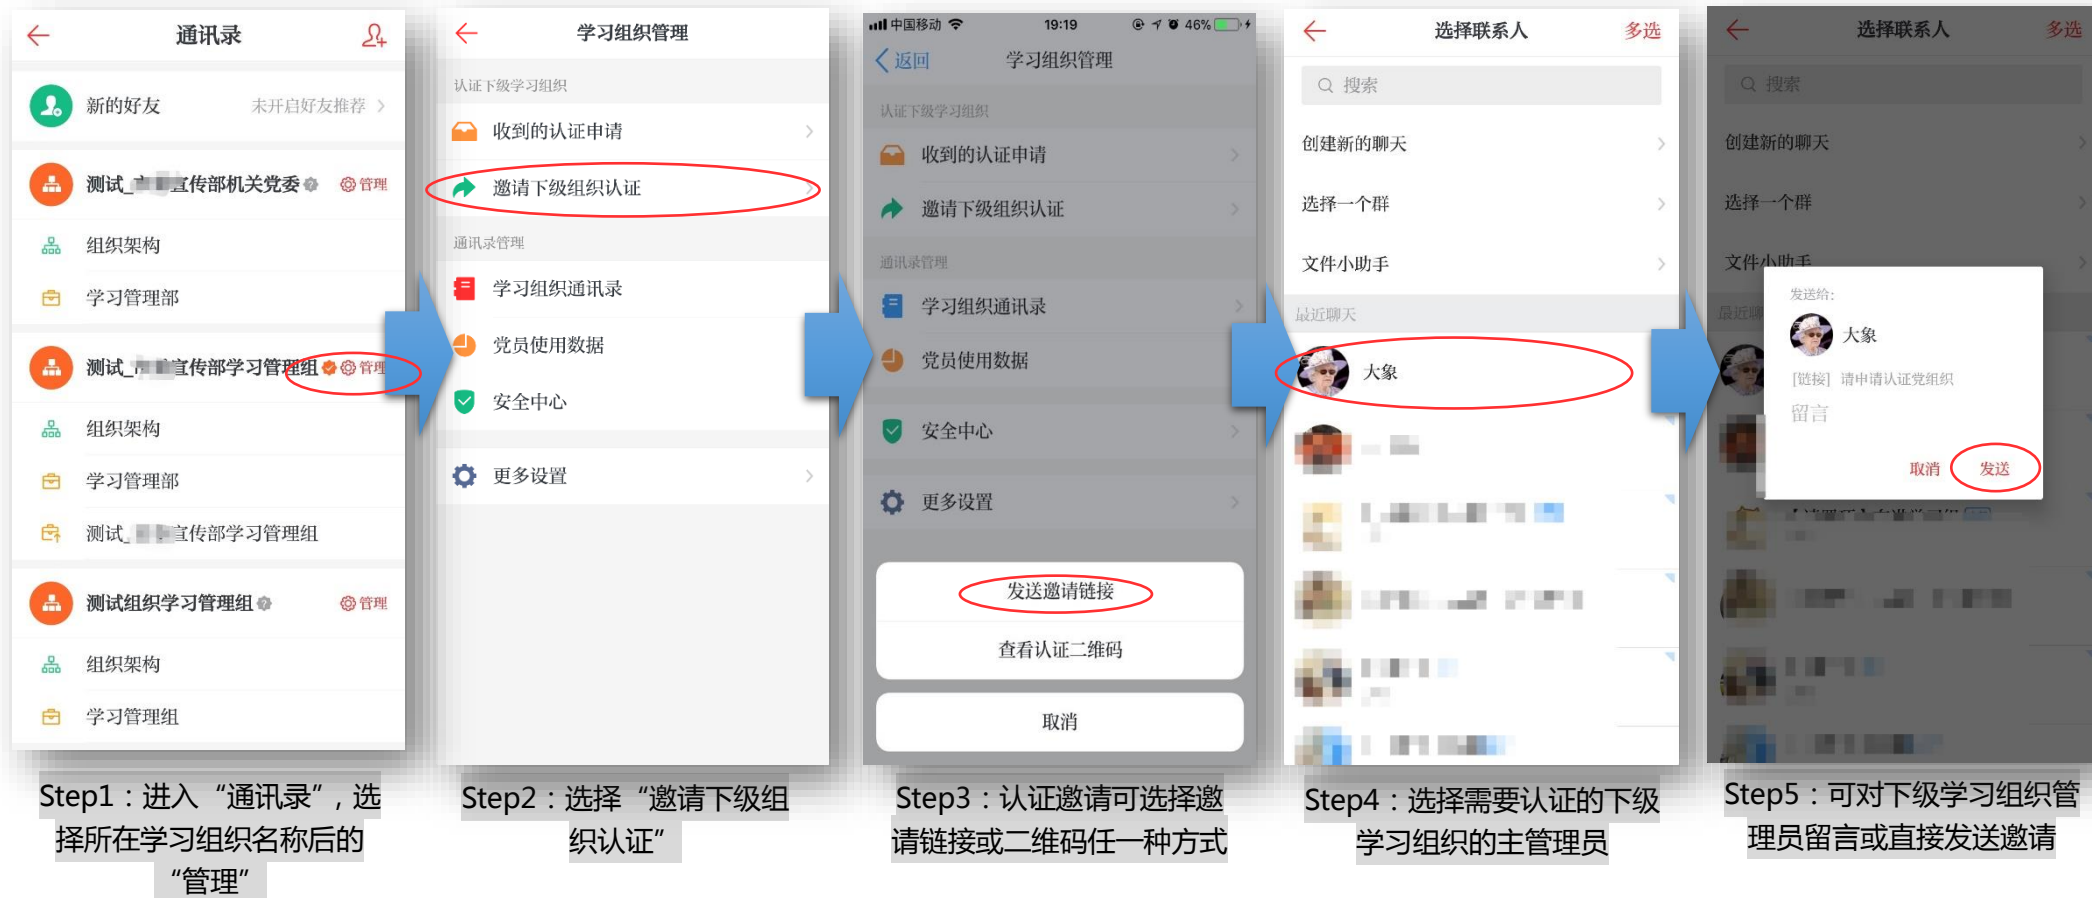 通讯录
新的好友 未开启好友推荐
测试_ 宣传部机关党委 管理
组织架构
学习管理部
测试_ 宣传部学习管理组 管理
组织架构
学习管理部
测试_ 宣传部学习管理组
测试组织学习管理组 管理
组织架构
学习管理组
Step1：进入“通讯录”，选
择所在学习组织名称后的
“管理”
学习组织管理
认证下级学习组织
收到的认证申请
邀请下级组织认证
通讯录管理
学习组织通讯录
党员使用数据
安全中心
更多设置
Step2：选择“邀请下级组
织认证”
中国移动 19:19 46%
返回 学习组织管理
认证下级学习组织
收到的认证申请
邀请下级组织认证
通讯录管理
学习组织通讯录
党员使用数据
安全中心
更多设置
发送邀请链接
查看认证二维码
取消
Step3：认证邀请可选择邀
请链接或二维码任一种方式
选择联系人 多选
搜索
创建新的聊天
选择一个群
文件小助手
最近聊天
大象
Step4：选择需要认证的下级
学习组织的主管理员
选择联系人 多选
搜索
创建新的聊天
选择一个群
文件小助手
最近聊
发送给：
大象
[链接] 请申请认证党组织
留言
取消 发送
Step5：可对下级学习组织管
理员留言或直接发送邀请